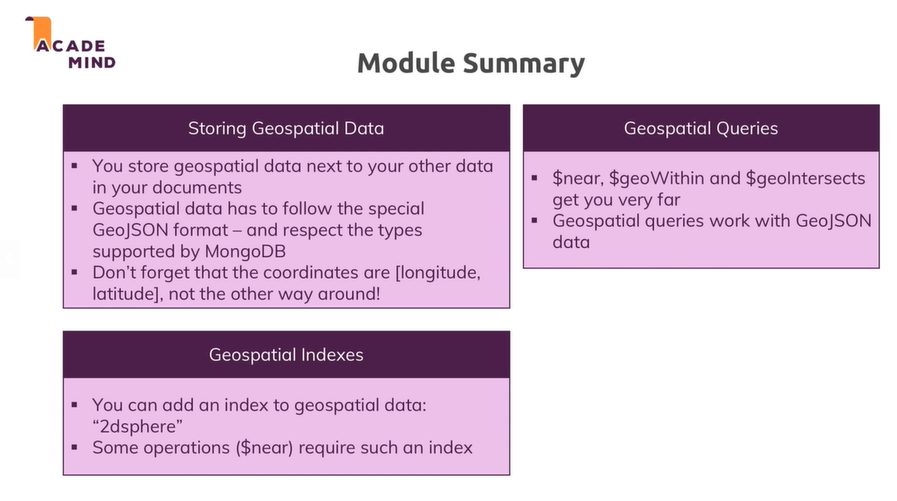 ACADE
MIND
Module Summary
Storing Geospatial Data
▪ You store geospatial data next to your other data
in your documents
▪ Geospatial data has to follow the special
GeoJSON format – and respect the types
supported by MongoDB
▪ Don’t forget that the coordinates are [longitude,
latitude], not the other way around!
Geospatial Queries
▪ $near, $geoWithin and $geoIntersects
get you very far
▪ Geospatial queries work with GeoJSON
data
Geospatial Indexes
▪ You can add an index to geospatial data:
“2dsphere”
▪ Some operations ($near) require such an index